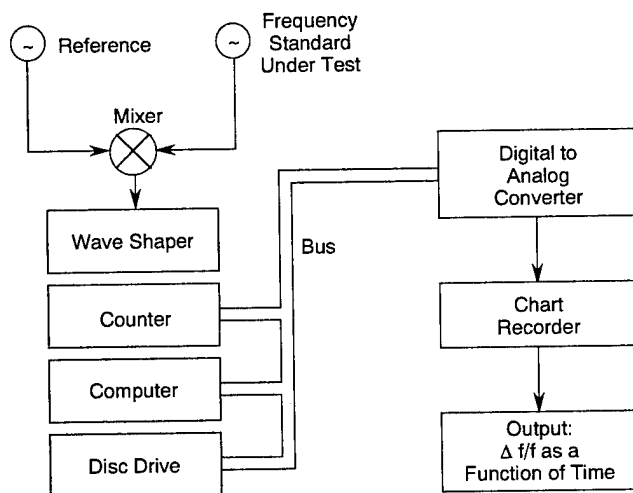 Reference
Frequency
Standard
Under Test
~
~
Mixer
Wave Shaper
Counter
Computer
Disc Drive
Bus
Digital to
Analog
Converter
Chart
Recorder
Output:
Δ f/f as a
Function of Time